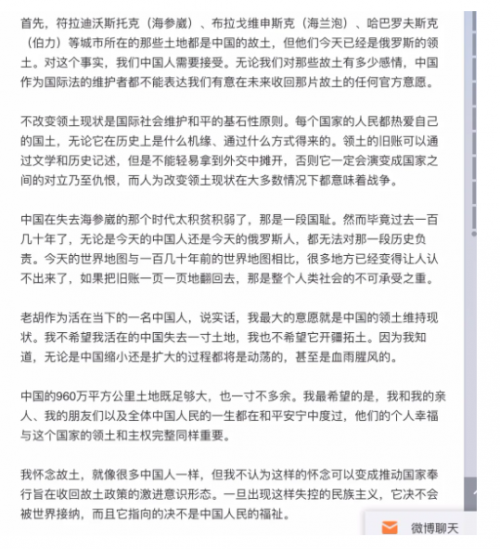 首先，符拉迪沃斯托克（海参崴）、布拉戈维申斯克（海兰泡）、哈巴罗夫斯克
（伯力）等城市所在的那些土地都是中国的故土，但他们今天已经是俄罗斯的领
土。对这个事实，我们中国人需要接受。无论我们对那些故土有多少感情，中国
作为国际法的维护者都不能表达我们有意在未来收回那片故土的任何官方意愿。
不改变领土现状是国际社会维护和平的基石性原则。每个国家的人民都热爱自己
的国土，无论它在历史上是什么机缘、通过什么方式得来的。领土的旧账可以通
过文学和历史记述，但是不能轻易拿到外交中摊开，否则它一定会演变成国家之
间的对立乃至仇恨，而人为改变领土现状在大多数情况下都意味着战争。
中国在失去海参崴的那个时代太积贫积弱了，那是一段国耻。然而毕竟过去一百
几十年了，无论是今天的中国人还是今天的俄罗斯人，都无法对那一段历史负
责。今天的世界地图与一百几十年前的世界地图相比，很多地方已经变得让人认
不出来了，如果把旧账一页一页地翻回去，那是整个人类社会的不可承受之重。
老胡作为活在当下的一名中国人，说实话，我最大的意愿就是中国的领土维持现
状。我不希望我活在的中国失去一寸土地，我也不希望它开疆拓土。因为我知
道，无论是中国缩小还是扩大的过程都将是动荡的，甚至是血雨腥风的。
中国的960万平方公里土地既足够大，也一寸不多余。我最希望的是，我和我的亲
人、我的朋友们以及全体中国人民的一生都在和平安宁中度过，他们的个人幸福
与这个国家的领土和主权完整同样重要。
我怀念故土，就像很多中国人一样，但我不认为这样的怀念可以变成推动国家奉
行旨在收回故土政策的激进意识形态。一旦出现这样失控的民族主义，它决不会
被世界接纳，而且它指向的决不是中国人民的福祉。
微博聊天